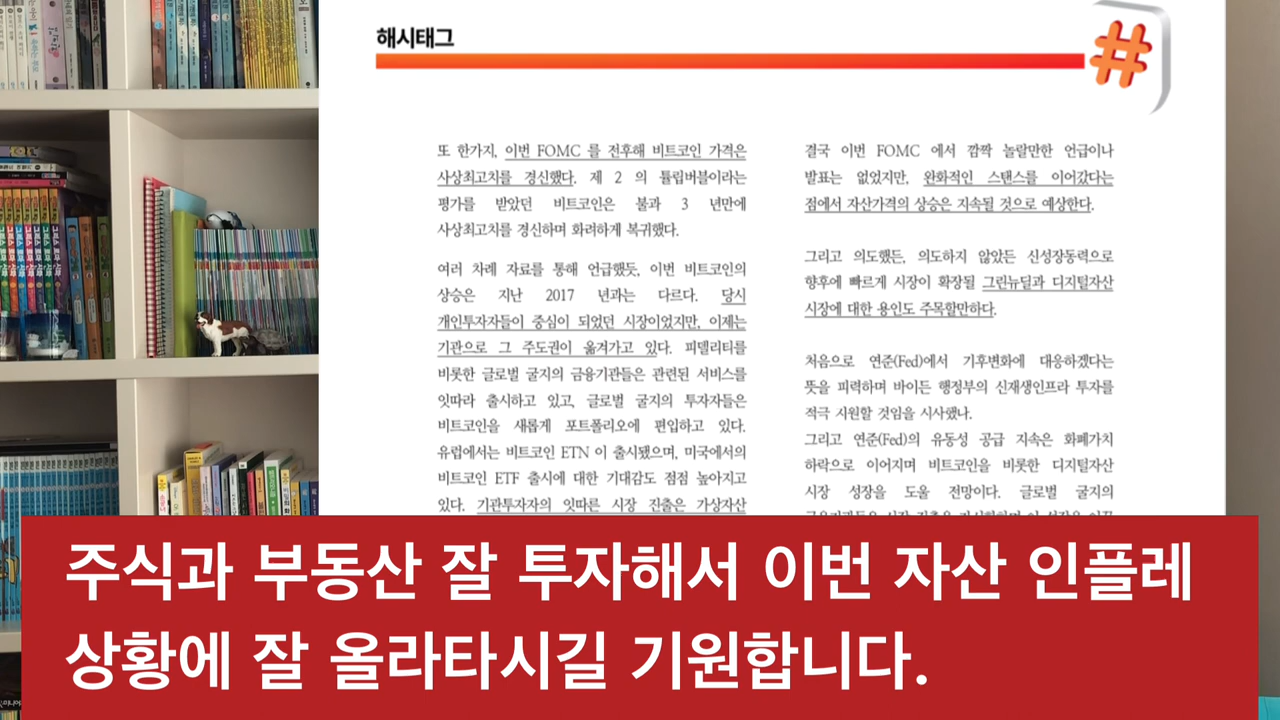 해시태그
#
또 한가지, 이번 FOMC 를 전후해 비트코인 가격은
사상최고치를 경신했다. 제 2 의 튤립버블이라는
평가를 받았던 비트코인은 불과 3 년만에
사상최고치를 경신하며 화려하게 복귀했다.
여러 차례 자료를 통해 언급했듯, 이번 비트코인의
상승은 지난 2017 년과는 다르다. 당시
개인투자자들이 중심이 되었던 시장이었지만, 이제는
기관으로 그 주도권이 옮겨가고 있다. 피델리티를
비롯한 글로벌 굴지의 금융기관들은 관련된 서비스를
잇따라 출시하고 있고, 글로벌 굴지의 투자자들은
비트코인을 새롭게 포트폴리오에 편입하고 있다.
유럽에서는 비트코인 ETN 이 출시됐으며, 미국에서의
비트코인 ETF 출시에 대한 기대감도 점점 높아지고
있다. 기관투자자의 잇따른 시장 진출은 가상자산
결국 이번 FOMC 에서 깜짝 놀랄만한 언급이나
발표는 없었지만, 완화적인 스탠스를 이어갔다는
점에서 자산가격의 상승은 지속될 것으로 예상한다.
그리고 의도했든, 의도하지 않았든 신성장동력으로
향후에 빠르게 시장이 확장될 그린뉴딜과 디지털자산
시장에 대한 용인도 주목할만하다.
처음으로 연준(Fed)에서 기후변화에 대응하겠다는
뜻을 피력하며 바이든 행정부의 신재생인프라 투자를
적극 지원할 것임을 시사했나.
그리고 연준(Fed)의 유동성 공급 지속은 화폐가치
하락으로 이어지며 비트코인을 비롯한 디지털자산
시장 성장을 도울 전망이다. 글로벌 굴지의
주식과 부동산 잘 투자해서 이번 자산 인플레
상황에 잘 올라타시길 기원합니다.